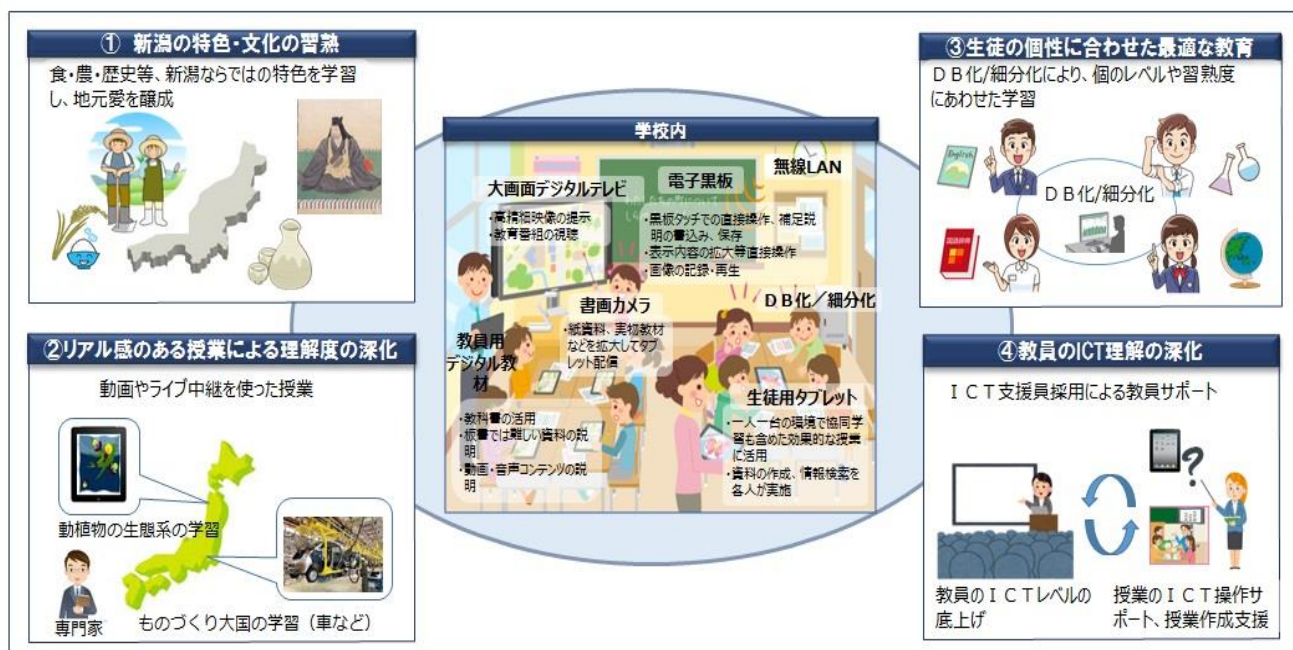 ① 新潟の特色・文化の習熟
食・農・歴史等、新潟ならではの特色を学習
し、地元愛を醸成
②リアル感のある授業による理解度の深化
動画やライブ中継を使った授業
動植物の生態系の学習
専門家
ものづくり大国の学習(車など)
学校内
無線LAN
大画面デジタルテレビ
・高精細映像の提示
・教育番組の視聴
電子黒板
・黒板タッチでの直接操作、補足説
明の書込み、保存
・表示内容の拡大等直接操作
・画像の記録・再生
書画カメラ
・紙資料、実物教材
などを拡大してタブ
レット配信
DB化/細分化
教員用
デジタル教
材
・教科書の活用
・板書では難しい資料の説
明
・動画・音声コンテンツの説
明
生徒用タブレット
・一人一台の環境で協同学
習も含めた効果的な授業
に活用
・資料の作成、情報検索を
各人が実施
③生徒の個性に合わせた最適な教育
DB化/細分化により、個のレベルや習熟度
にあわせた学習
English
DB化/細分化
④教員のICT理解の深化
ICT支援員採用による教員サポート
教員のICTレベルの
底上げ
授業のICT操作サ
ポート、授業作成支援